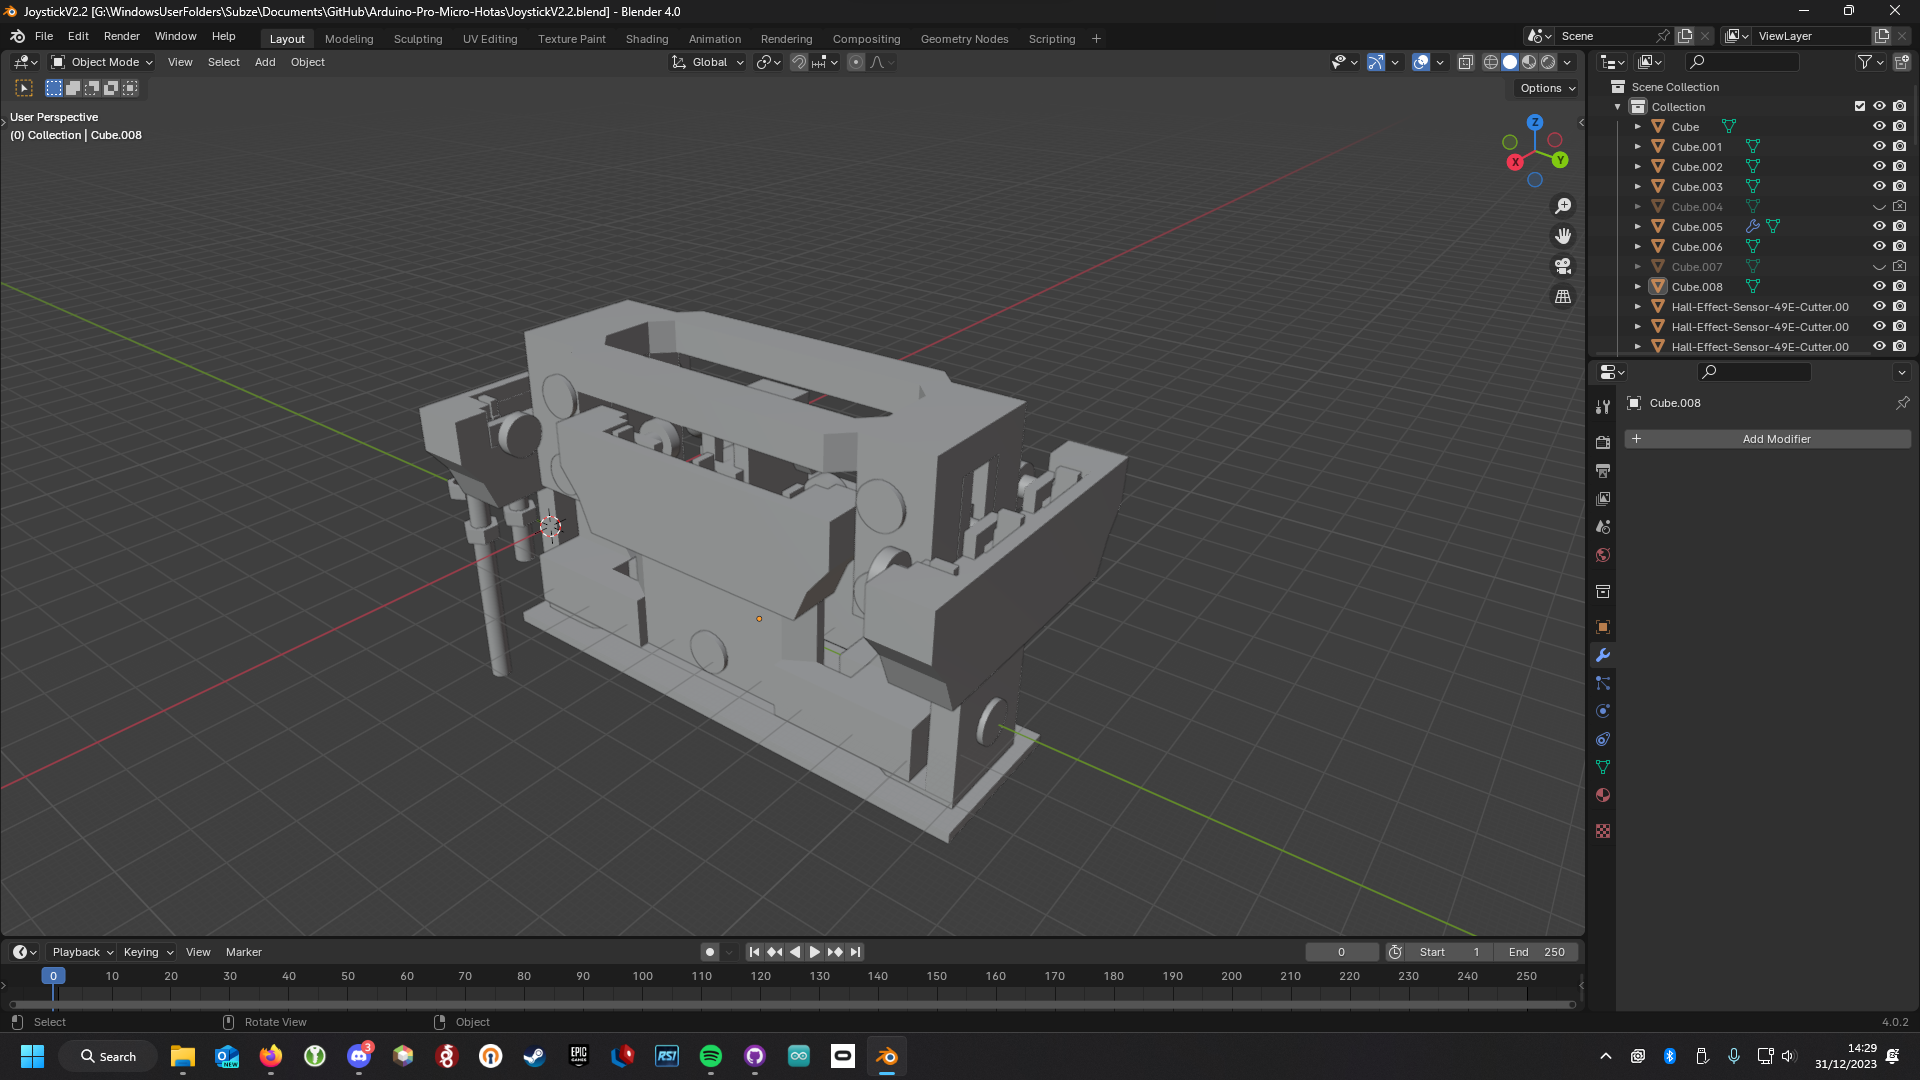 JoystickV2.2 [G:\WindowsUserFolders\Subze\Documents\GitHub\Arduino-Pro-Micro-Hotas\JoystickV2.2.blend] - Blender 4.0
File Edit Render Window Help
Layout Modeling Sculpting UV Editing Texture Paint Shading Animation Rendering Compositing Geometry Nodes Scripting
Scene
ViewLayer
Object Mode View Select Add Object
Global
Options
User Perspective
(0) Collection | Cube.008
Z
X
Y
Scene Collection
Collection
Cube
Cube.001
Cube.002
Cube.003
Cube.004
Cube.005
Cube.006
Cube.007
Cube.008
Hall-Effect-Sensor-49E-Cutter.00
Hall-Effect-Sensor-49E-Cutter.00
Hall-Effect-Sensor-49E-Cutter.00
Cube.008
Add Modifier
Playback Keying View Marker
0
Start 1
End 250
0 10 20 30 40 50 60 70 80 90 100 110 120 130 140 150 160 170 180 190 200 210 220 230 240 250
Select
Rotate View
Object
4.0.2
Search
NEW
3
EPIC
GAMES
RSI
14:29
31/12/2023